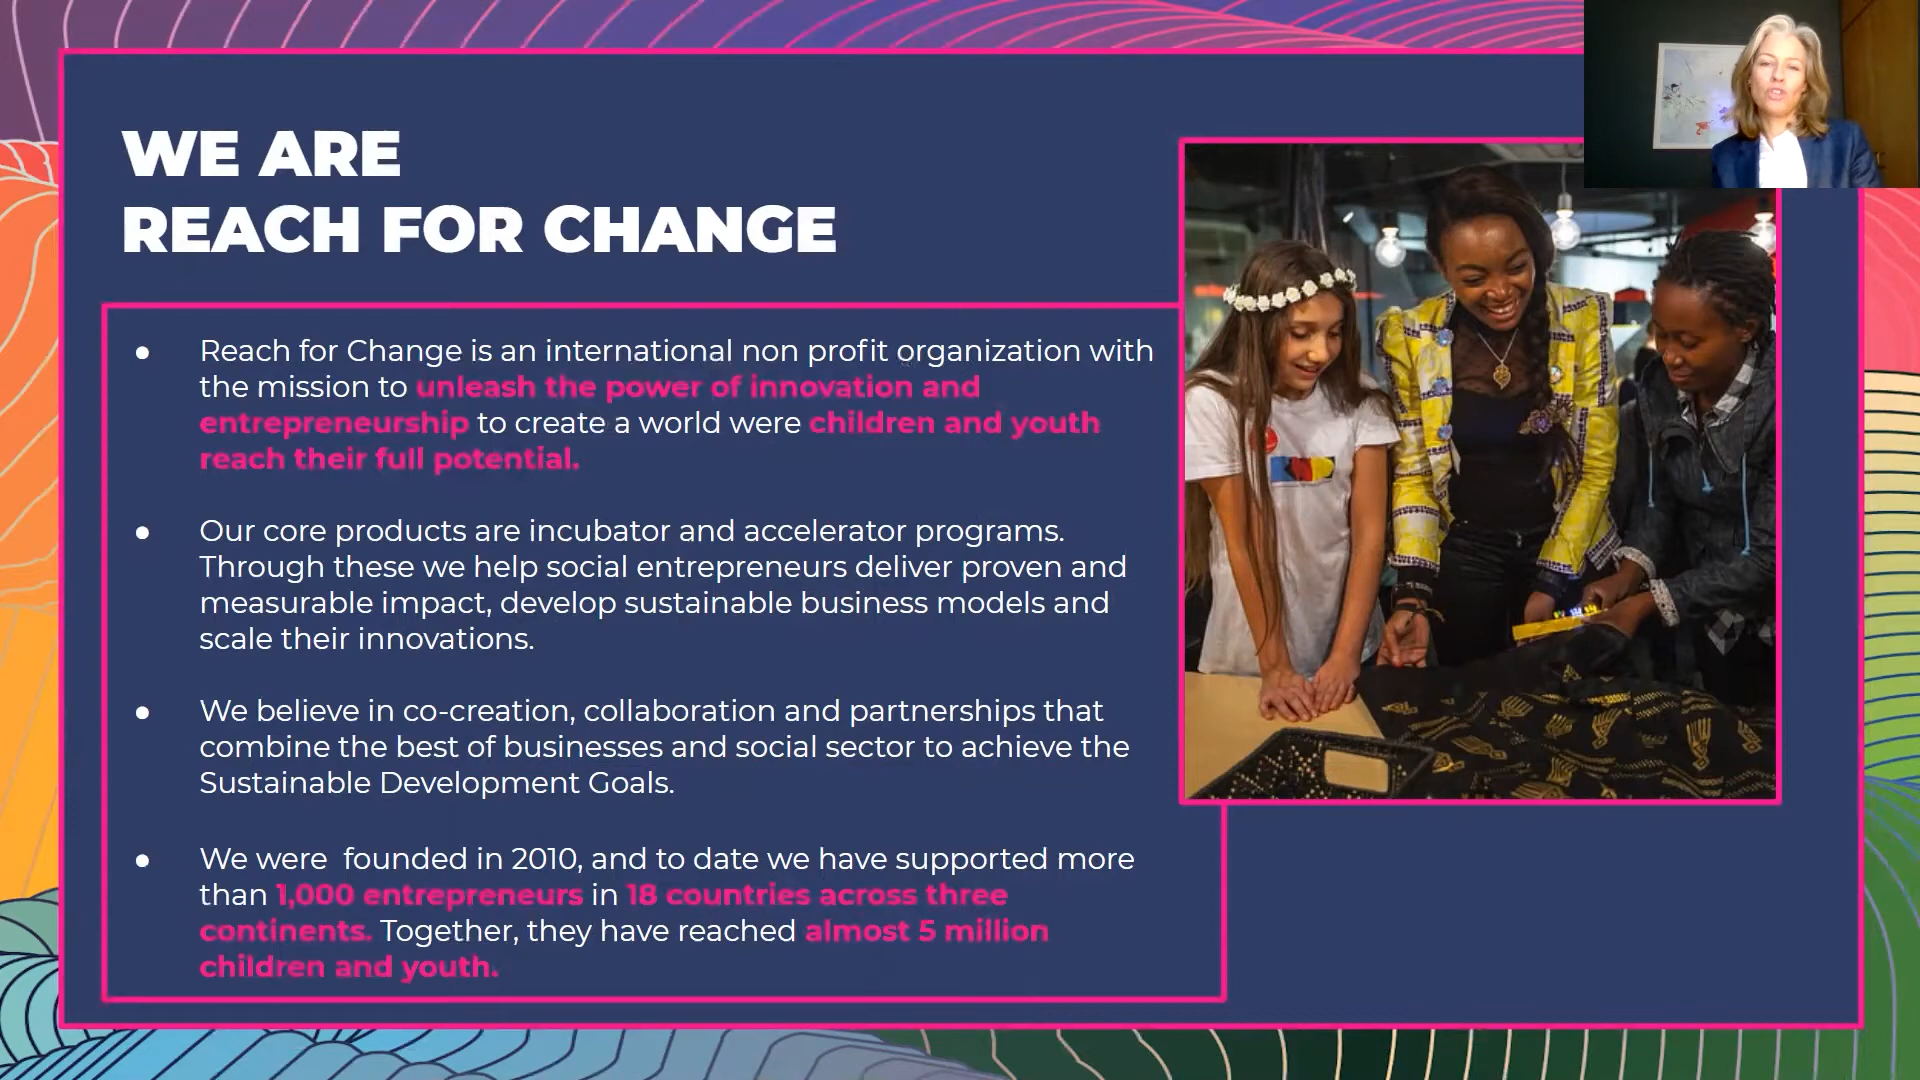 WE ARE
REACH FOR CHANGE
● Reach for Change is an international non profit organization with
the mission to unleash the power of innovation and
entrepreneurship to create a world were children and youth
reach their full potential.
● Our core products are incubator and accelerator programs.
Through these we help social entrepreneurs deliver proven and
measurable impact, develop sustainable business models and
scale their innovations.
● We believe in co-creation, collaboration and partnerships that
combine the best of businesses and social sector to achieve the
Sustainable Development Goals.
● We were  founded in 2010, and to date we have supported more
than 1,000 entrepreneurs in 18 countries across three
continents. Together, they have reached almost 5 million
children and youth.